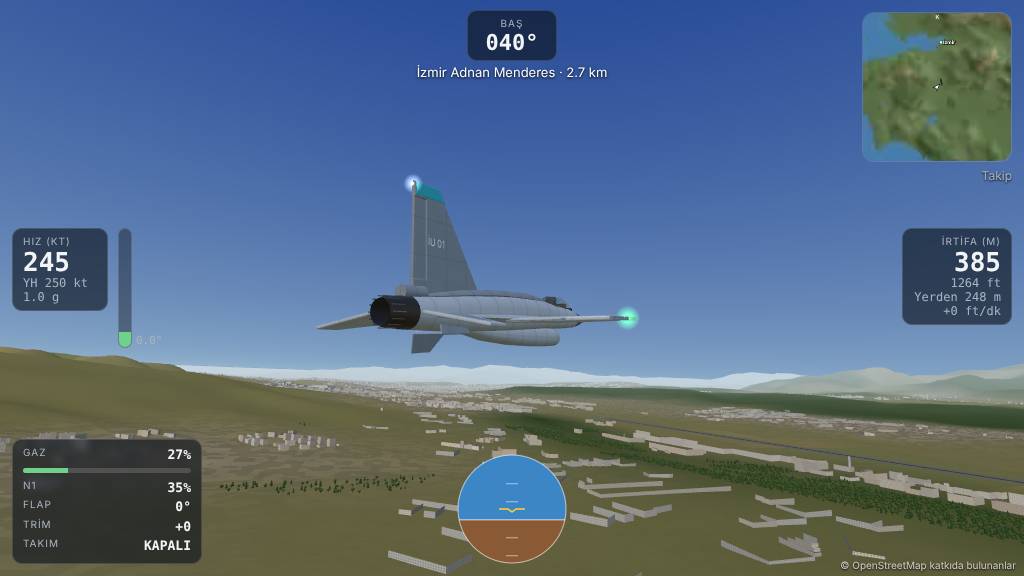 BAŞ
040°
İzmir Adnan Menderes · 2.7 km
K
İzmir
Takip
HIZ (KT)
245
YH 250 kt
1.0 g
0.0°
İRTİFA (M)
385
1264 ft
Yerden 248 m
+0 ft/dk
IU 01
GAZ 27%
N1 35%
FLAP 0°
TRİM +0
TAKIM KAPALI
© OpenStreetMap katkıda bulunanlar